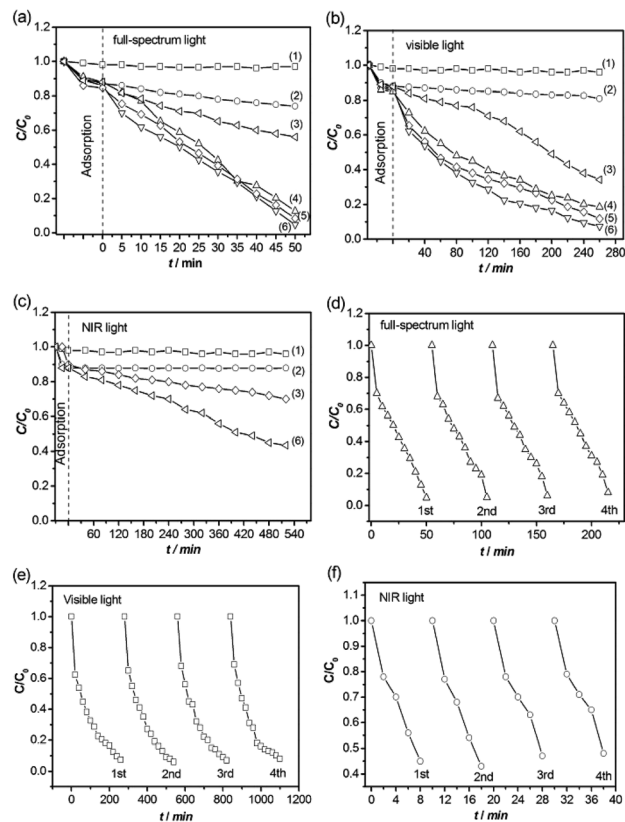 (a)
full-spectrum light
C/C0
1.2
1.0
0.8
0.6
0.4
0.2
0.0
Adsorption
(1)
(2)
(3)
(4)
(5)
(6)
0 5 10 15 20 25 30 35 40 45 50
t / min
(b)
visible light
C/C0
1.2
1.0
0.8
0.6
0.4
0.2
0.0
Adsorption
(1)
(2)
(3)
(4)
(5)
(6)
40 80 120 160 200 240 280
t / min
(c)
NIR light
C/C0
1.2
1.0
0.8
0.6
0.4
0.2
0.0
Adsorption
(1)
(2)
(3)
(6)
60 120 180 240 300 360 420 480 540
t / min
(d)
full-spectrum light
C/C0
1.2
1.0
0.8
0.6
0.4
0.2
0.0
1st 2nd 3rd 4th
0 50 100 150 200
t / min
(e)
Visible light
C/C0
1.2
1.0
0.8
0.6
0.4
0.2
0.0
1st 2nd 3rd 4th
0 200 400 600 800 1000 1200
t / min
(f)
NIR light
C/C0
1.1
1.0
0.9
0.8
0.7
0.6
0.5
0.4
1st 2nd 3rd 4th
0 4 8 12 16 20 24 28 32 36 40
t / min